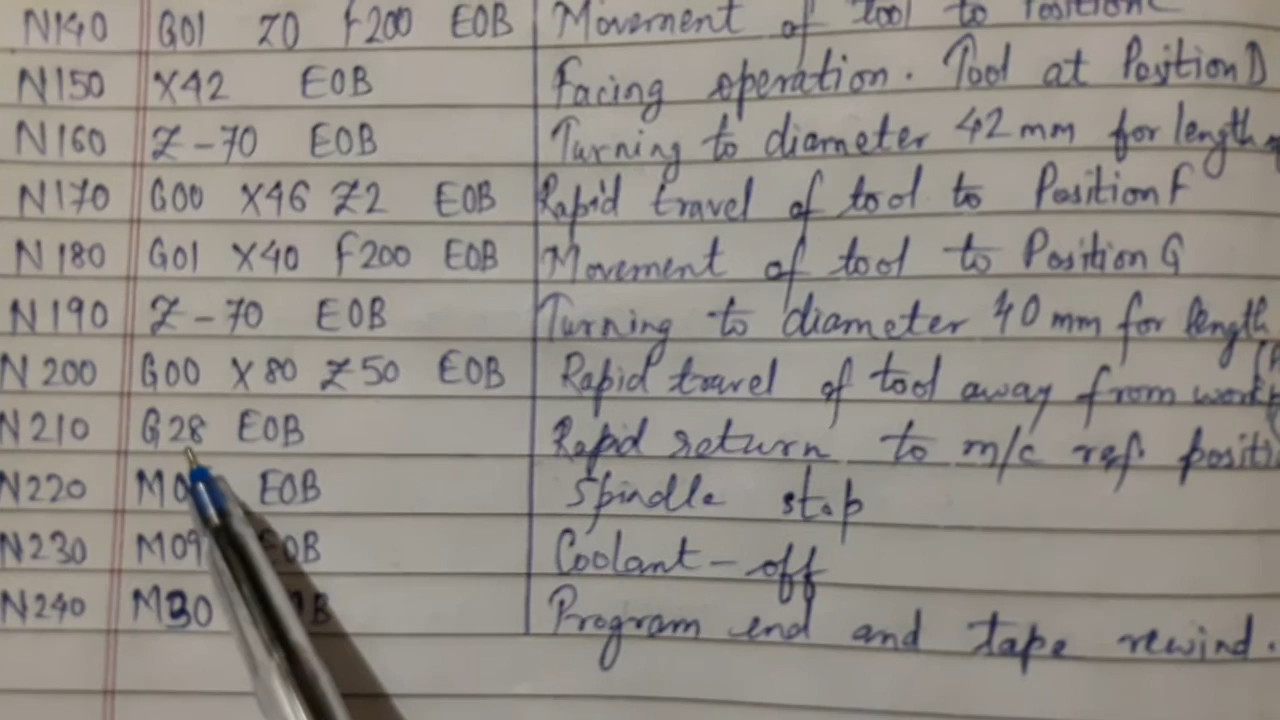 N140 G01 Z0 F200 EOB Movement of tool to Position C
N150 X42 EOB Facing operation. Tool at Position D
N160 Z-70 EOB Turning to diameter 42 mm for length
N170 G00 X46 Z2 EOB Rapid travel of tool to Position F
N180 G01 X40 F200 EOB Movement of tool to Position G
N190 Z-70 EOB Turning to diameter 40 mm for length
N200 G00 X80 Z50 EOB Rapid travel of tool away from
N210 G28 EOB Rapid return to m/c ref
N220 EOB Spindle stop
N230 M09 EOB Coolant-off
N240 M30 Program end and tape rewind.